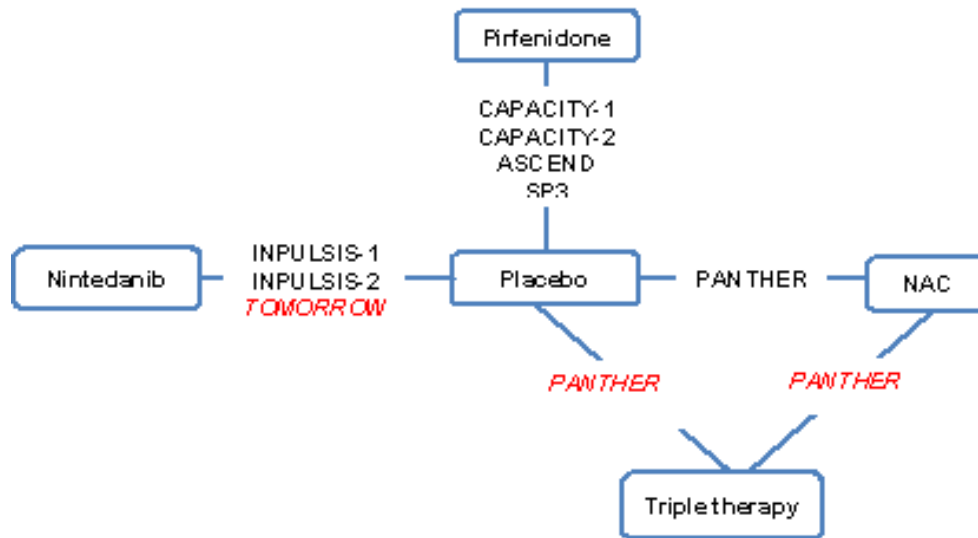 Pirfenidone
CAPACITY-1
CAPACITY-2
ASCEND
SP3
INPULSIS-1
Nintedanib
INPULSIS-2
TOMORROW
Placebo
PANTHER
NAC
PANTHER
PANTHER
Triple therapy